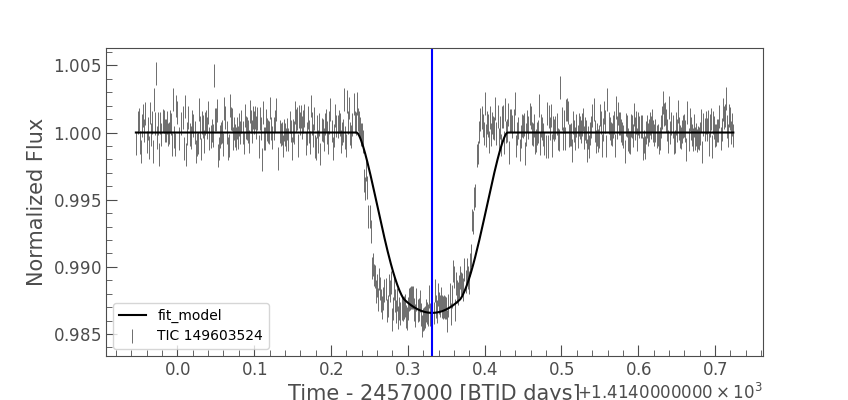 1.005
1.000
0.995
0.990
0.985
Normalized Flux
fit_model
TIC 149603524
0.0 0.1 0.2 0.3 0.4 0.5 0.6 0.7
Time - 2457000 [BTJD days]
+1.4140000000 × 10³